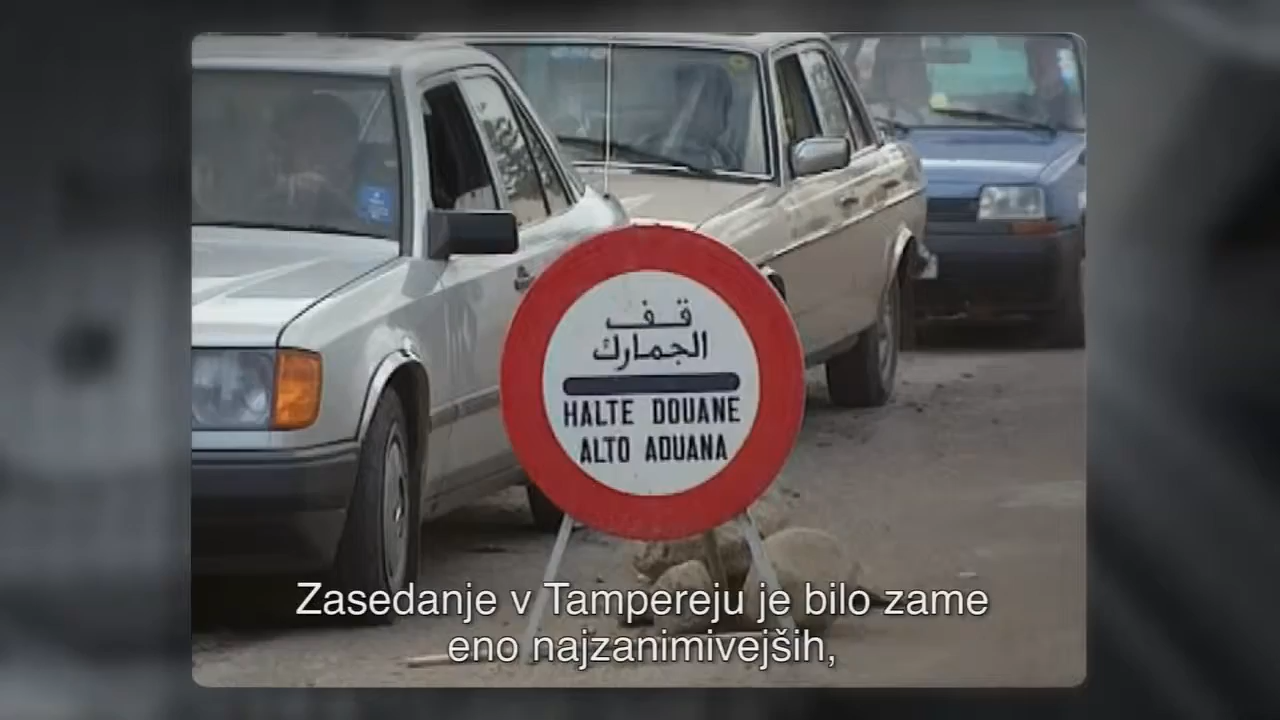 قف
الجمارك
HALTE DOUANE
ALTO ADUANA
Zasedanje v Tampereju je bilo zame
eno najzanimivejših,